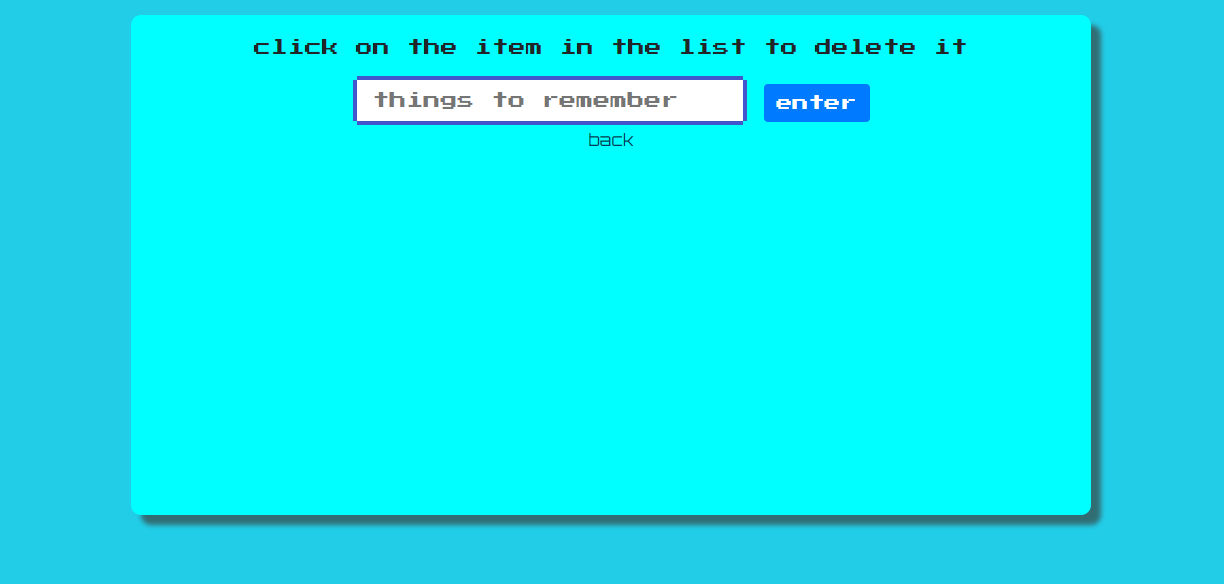 click on the item in the list to delete it
things to remember
enter
back